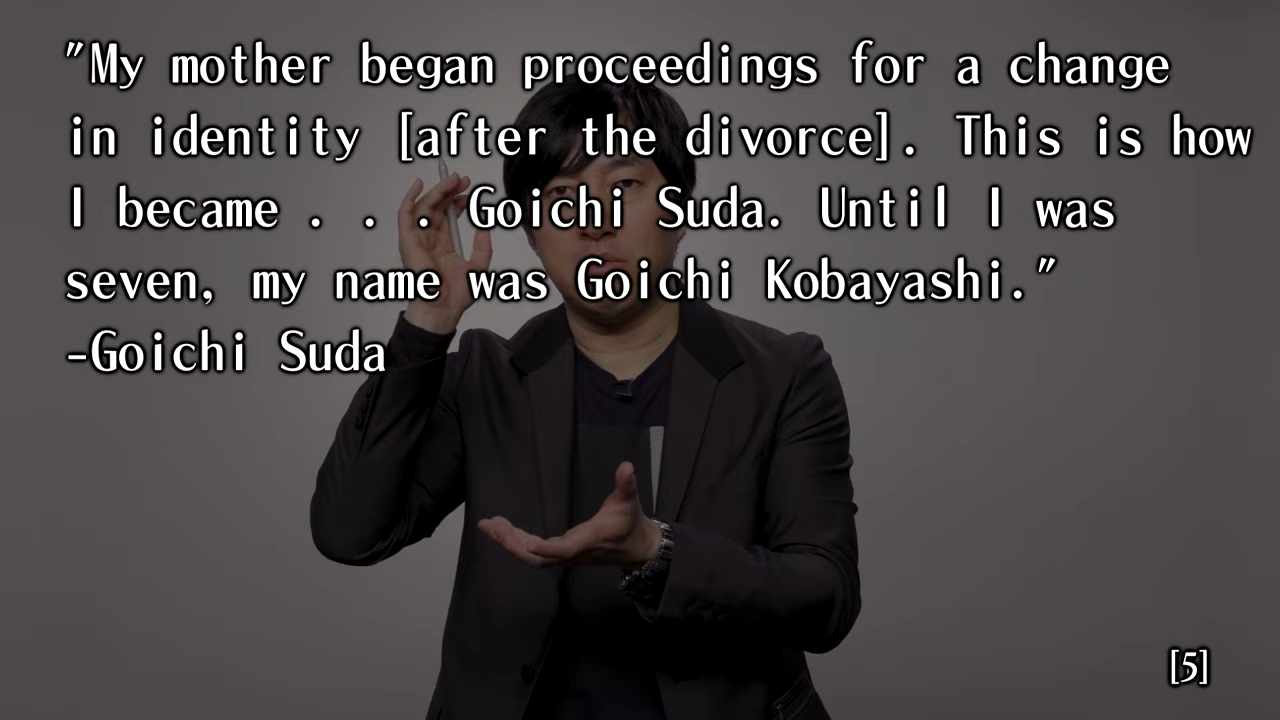 "My mother began proceedings for a change
in identity [after the divorce]. This is how
I became . . . Goichi Suda. Until I was
seven, my name was Goichi Kobayashi."
-Goichi Suda
[5]